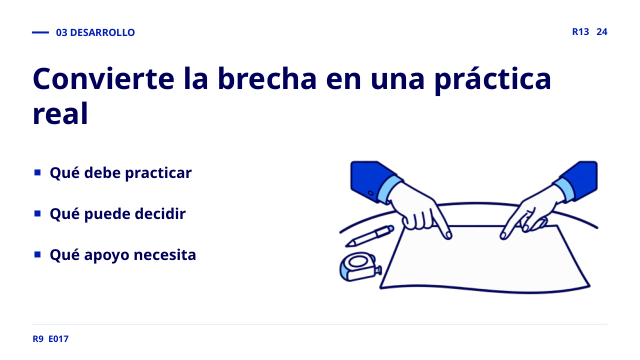 03 DESARROLLO
R13 24
Convierte la brecha en una práctica
real
Qué debe practicar
Qué puede decidir
Qué apoyo necesita
R9 E017